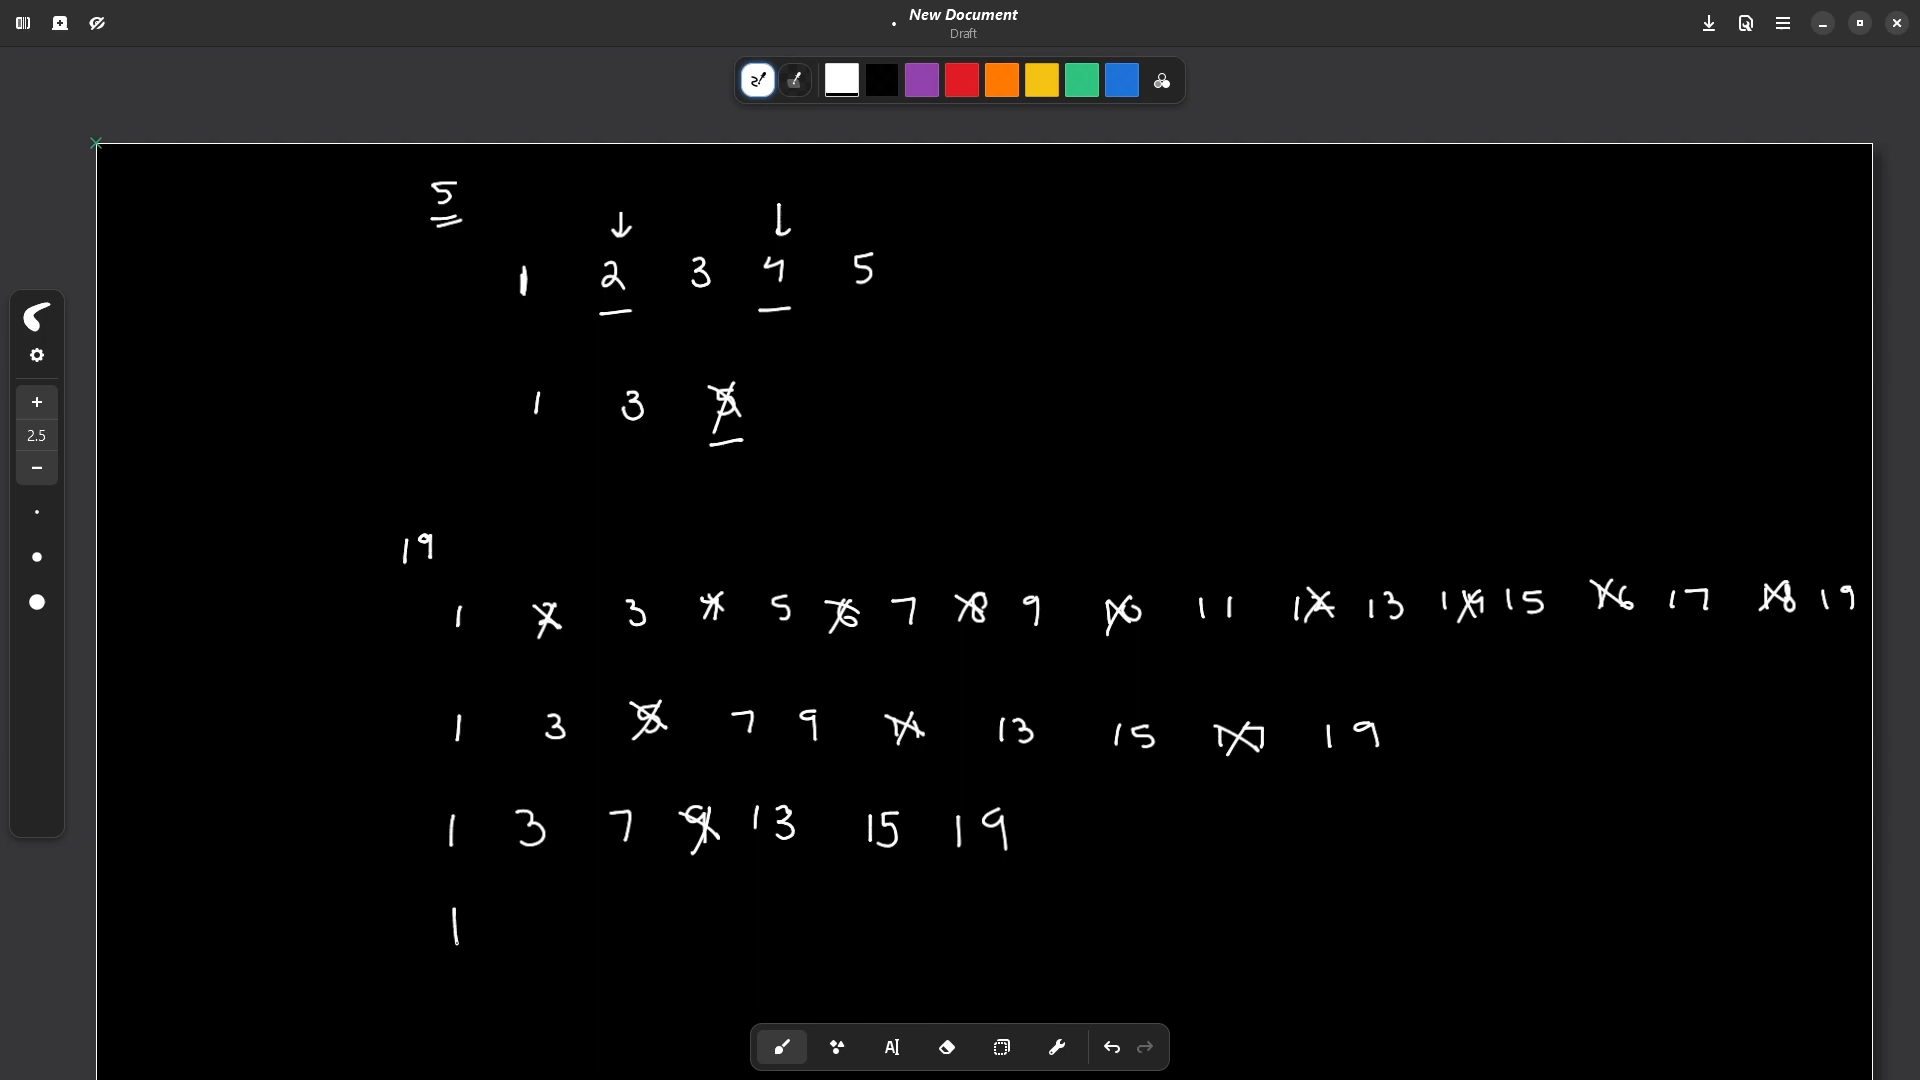 New Document
Draft
5
1 2 3 4 5
1 3 5
2.5
19
1 2 3 4 5 6 7 8 9 10 11 12 13 14 15 16 17 18 19
1 3 5 7 9 11 13 15 17 19
1 3 7 9 13 15 19
1